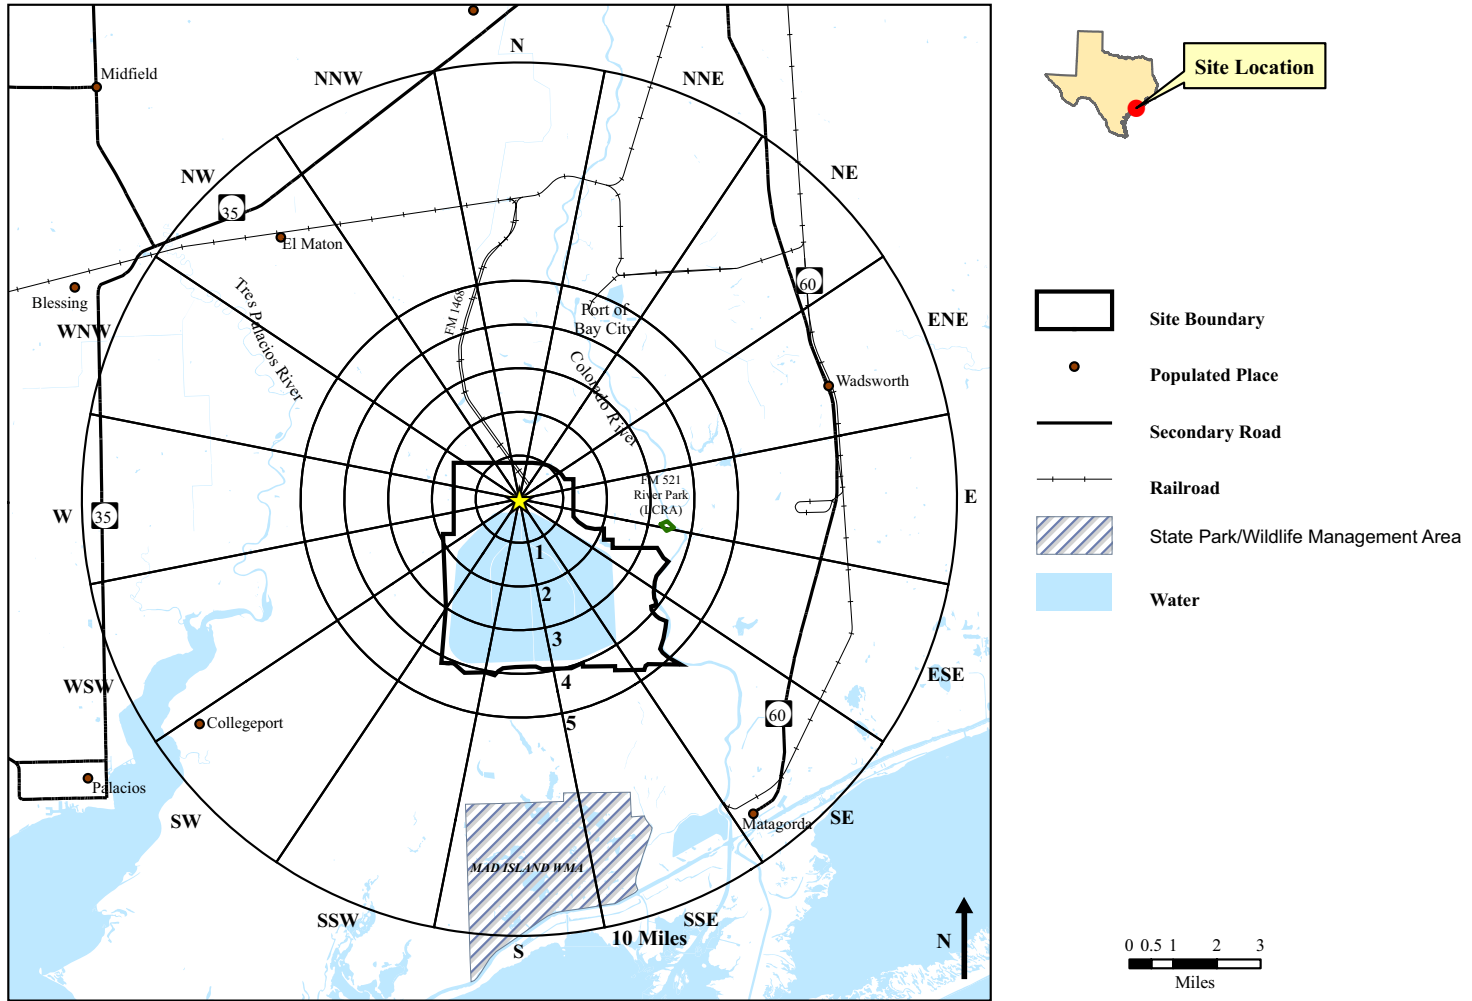 N
NNW
NNE
Midfield
NW
NE
35
El Maton
60
Blessing
Tres Palacios River
FM 1468
Port of
Bay City
WNW
ENE
Colorado River
Wadsworth
FM 521
River Park
(LCRA)
W
35
E
1
2
3
4
5
WSW
ESE
Collegeport
60
Palacios
SW
Matagorda
SE
MAD ISLAND WMA
SSW
SSE
S
10 Miles
N
Site Location
Site Boundary
Populated Place
Secondary Road
Railroad
State Park/Wildlife Management Area
Water
0 0.5 1 2 3
Miles